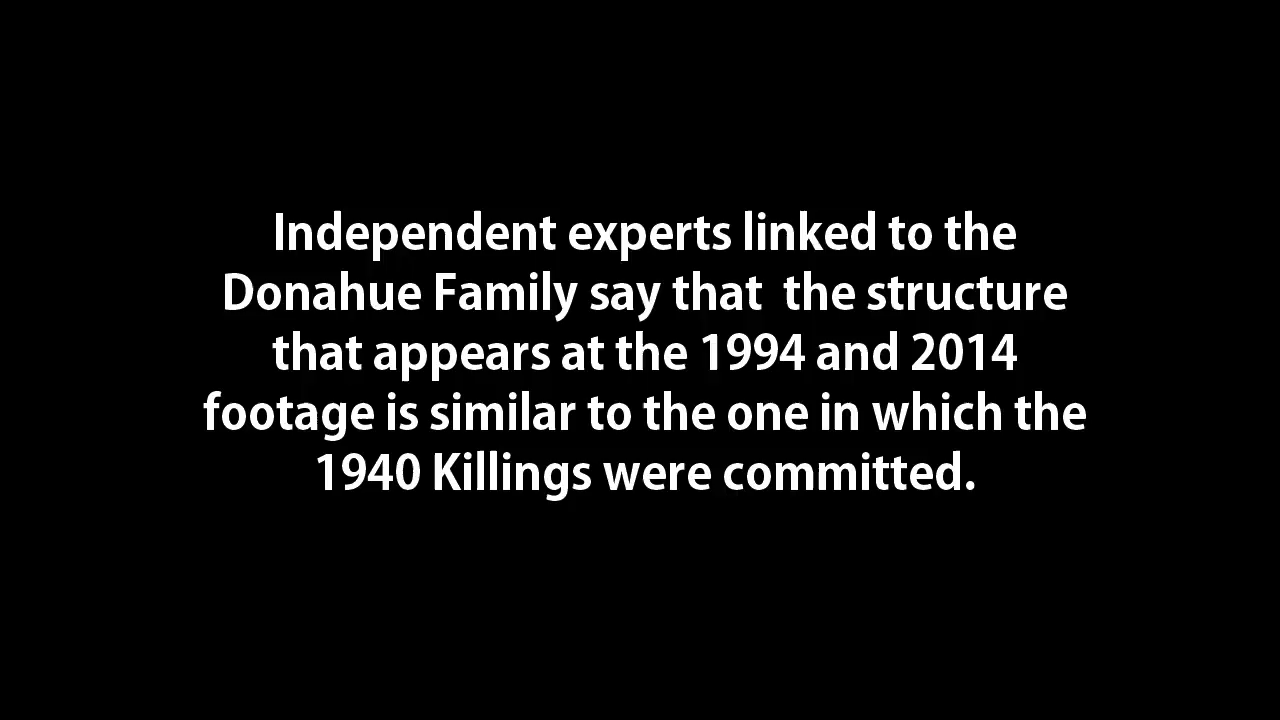 Independent experts linked to the
Donahue Family say that  the structure
that appears at the 1994 and 2014
footage is similar to the one in which the
1940 Killings were committed.